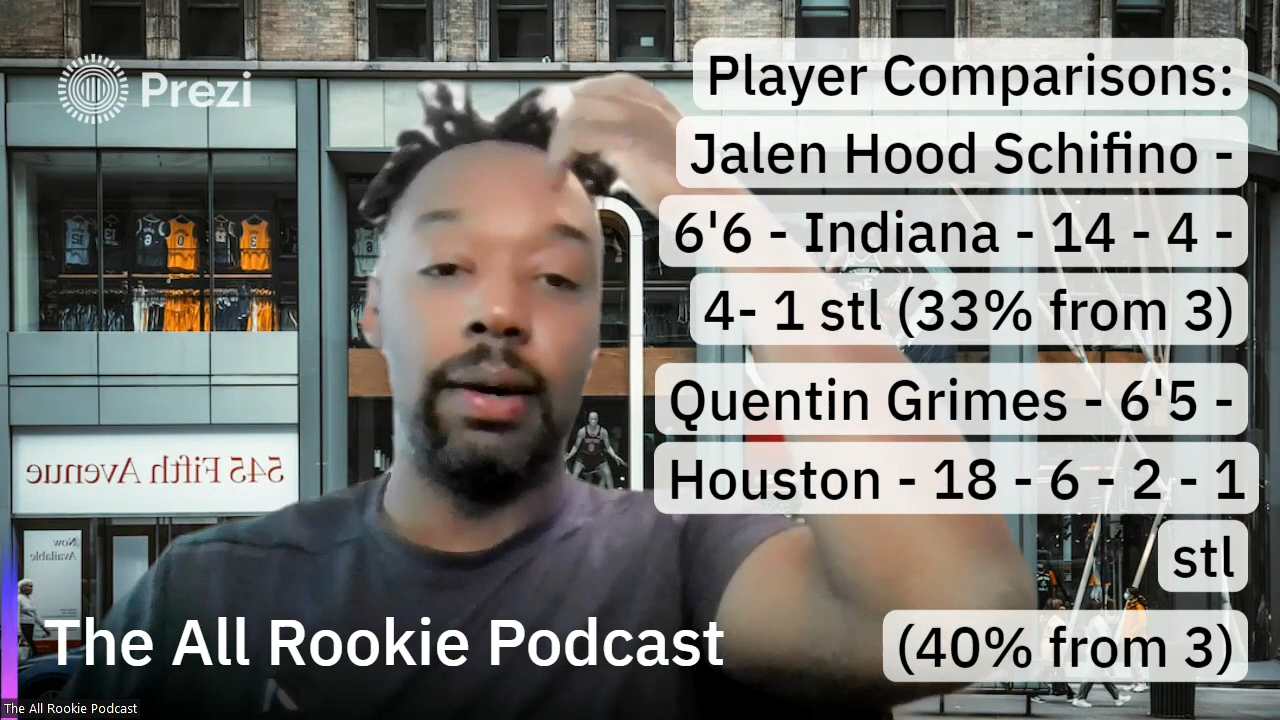 Prezi
Player Comparisons:
Jalen Hood Schifino -
6'6 - Indiana - 14 - 4 -
4- 1 stl (33% from 3)
Quentin Grimes - 6'5 -
Houston - 18 - 6 - 2 - 1
stl
(40% from 3)
545 Fifth Avenue
Now
Available
The All Rookie Podcast
The All Rookie Podcast